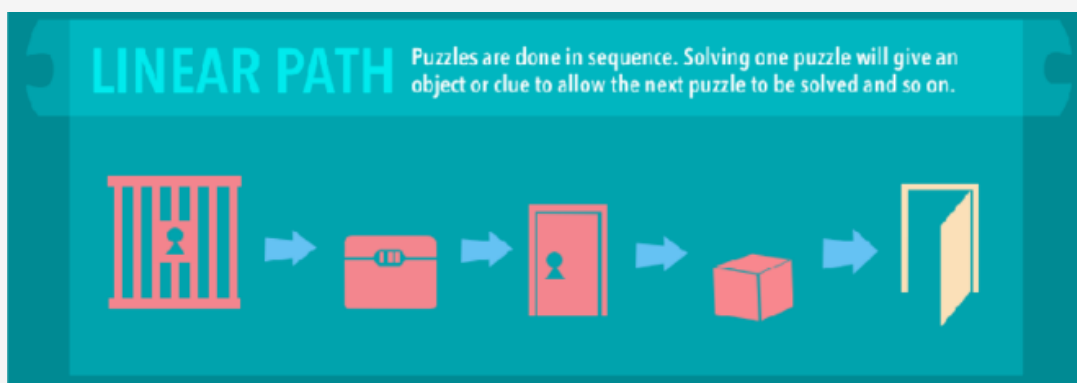 LINEAR PATH
Puzzles are done in sequence. Solving one puzzle will give an
object or clue to allow the next puzzle to be solved and so on.